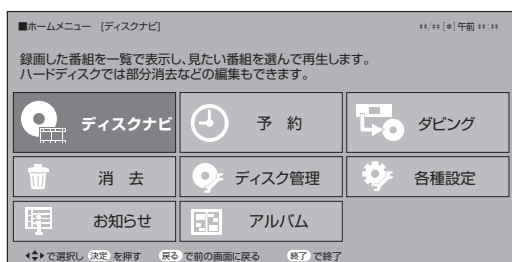 ■ホームメニュー [ディスクナビ] **/**[*]午前 **:**
録画した番組を一覧で表示し、見たい番組を選んで再生します。
ハードディスクでは部分消去などの編集もできます。
ディスクナビ 予 約 ダビング
消 去 ディスク管理 各種設定
お知らせ アルバム
で選択し 決定 を押す 戻る で前の画面に戻る 終了 で終了